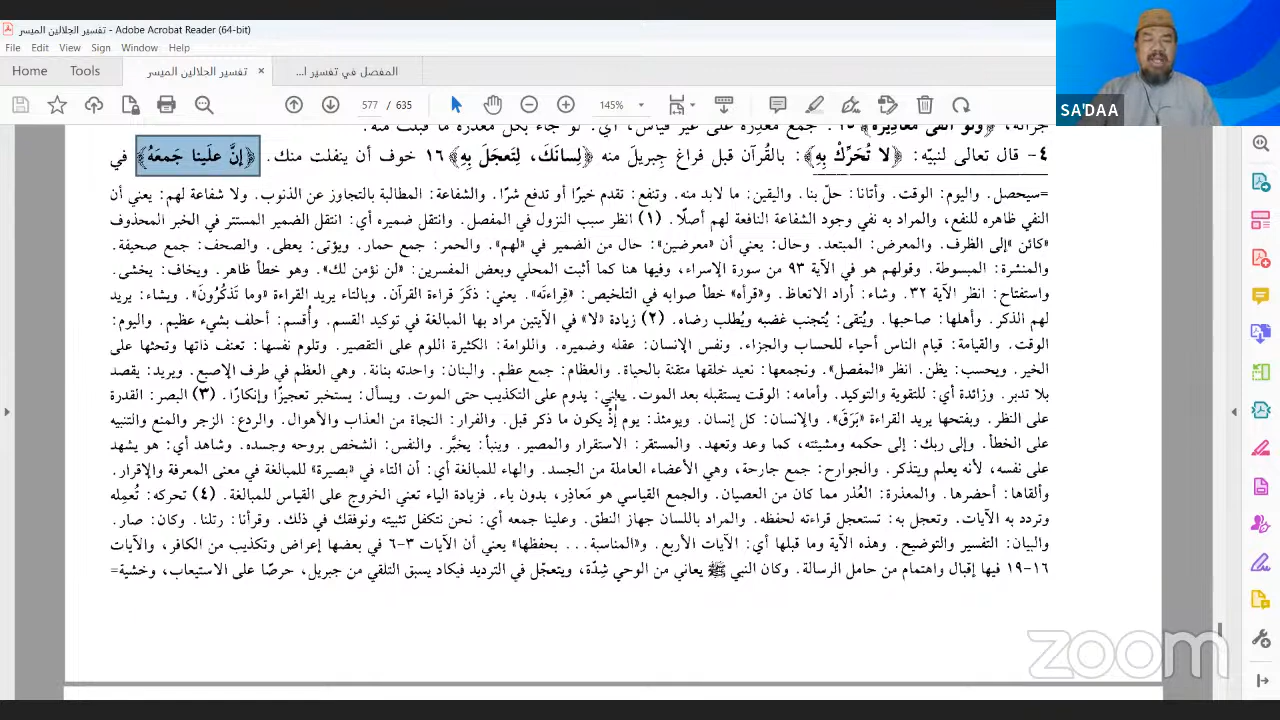 تفسير الجلالين الميسر - Adobe Acrobat Reader (64-bit)
File Edit View Sign Window Help
Home Tools تفسير الجلالين الميسر × المفصل في تفسير ا...
577 / 635 145%
SA'DAA
٤- قال تعالى لنبيّه: ﴿لا تُحَرِّكْ بِهِ﴾: بالقُرآن قبل فراغ جِبريلَ منه ﴿لِسانَكَ، لِتَعجَلَ بِهِ﴾ ١٦ خوف أن ينفلت منك. ﴿إنَّ علَينا جَمعَهُ﴾ في
=سيحصل. واليوم: الوقت. وأتانا: حلّ بنا. واليقين: ما لابد منه. وتنفع: تقدم خيرًا أو تدفع شرًا. والشفاعة: المطالبة بالتجاوز عن الذنوب. ولا شفاعة لهم: يعني أن
النفي ظاهره للنفع، والمراد به نفي وجود الشفاعة النافعة لهم أصلًا. (١) انظر سبب النزول في المفصل. وانتقل ضميره أي: انتقل الضمير المستتر في الخبر المحذوف
«كائن» إلى الظرف. والمعرض: المبتعد. وحال: يعني أن «معرضين»: حال من الضمير في «لهم». والحمر: جمع حمار. ويؤتى: يعطى. والصحف: جمع صحيفة.
والمنشرة: المبسوطة. وقولهم هو في الآية ٩٣ من سورة الإسراء، وفيها هنا كما أثبت المحلي وبعض المفسرين: «لن نؤمن لك». وهو خطأ ظاهر. ويخاف: يخشى.
واستفتاح: انظر الآية ٣٢. وشاء: أراد الاتعاظ. و«قرأه» خطأ صوابه في التلخيص: «قِراءتَه». يعني: ذكَرَ قراءة القرآن. وبالتاء يريد القراءة «وما تَذكُرُونَ». ويشاء: يريد
لهم الذكر. وأهلها: صاحبها. ويُتقى: يُتجنب غضبه ويُطلب رضاه. (٢) زيادة «لا» في الآيتين مراد بها المبالغة في توكيد القسم. وأُقسم: أحلف بشيء عظيم. واليوم:
الوقت. والقيامة: قيام الناس أحياء للحساب والجزاء. ونفس الإنسان: عقله وضميره. واللوامة: الكثيرة اللوم على التقصير. وتلوم نفسها: تعنف ذاتها وتحثها على
الخير. ويحسب: يظن. انظر «المفصل». ونجمعها: نعيد خلقها متقنة بالحياة. والعظام: جمع عظم. والبنان: واحدته بنانة. وهي العظم في طرف الإصبع. ويريد: يقصد
بلا تدبر. وزائدة أي: للتقوية والتوكيد. وأمامه: الوقت يستقبله بعد الموت. يعني: يدوم على التكذيب حتى الموت. ويسأل: يستخبر تعجيزًا وإنكارًا. (٣) البصر: القدرة
على النظر. وبفتحها يريد القراءة «بَرَقَ». والإنسان: كل إنسان. ويومئذ: يوم إذْ يكون ما ذكر قبل. والفرار: النجاة من العذاب والأهوال. والردع: الزجر والمنع والتنبيه
على الخطأ. وإلى ربك: إلى حكمه ومشيئته، كما وعد وتعهد. والمستقر: الاستقرار والمصير. وينبأ: يخبَّر. والنفس: الشخص بروحه وجسده. وشاهد أي: هو يشهد
على نفسه، لأنه يعلم ويتذكر. والجوارح: جمع جارحة، وهي الأعضاء العاملة من الجسد. والهاء للمبالغة أي: أن التاء في «بصيرة» للمبالغة في معنى المعرفة والإقرار.
وألقاها: أحضرها. والمعذرة: العُذر مما كان من العصيان. والجمع القياسي هو مَعاذِر، بدون ياء. فزيادة الياء تعني الخروج على القياس للمبالغة. (٤) تحركه: تُعمِله
وتردد به الآيات. وتعجل به: تستعجل قراءته لحفظه. والمراد باللسان جهاز النطق. وعلينا جمعه أي: نحن نتكفل تثبيته ونوفقك في ذلك. وقرأنا: رتلنا. وكان: صار.
والبيان: التفسير والتوضيح. وهذه الآية وما قبلها أي: الآيات الأربع. و«المناسبة... بحفظها» يعني أن الآيات ٣-٦ في بعضها إعراض وتكذيب من الكافر، والآيات
١٦-١٩ فيها إقبال واهتمام من حامل الرسالة. وكان النبي ﷺ يعاني من الوحي شِدّة، ويتعجّل في الترديد فيكاد يسبق التلقي من جبريل، حرصًا على الاستيعاب، وخشية=
zoom